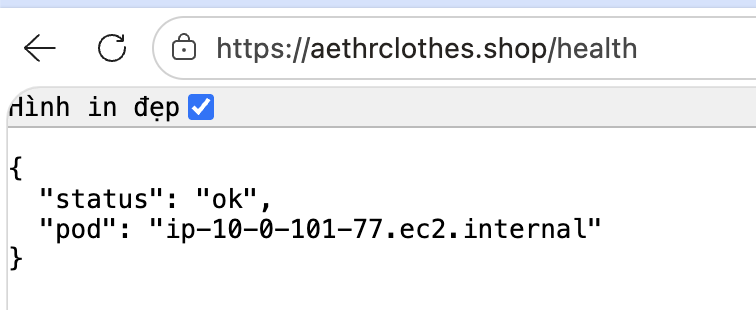 https://aethrclothes.shop/health
Hình in đẹp
{
"status": "ok",
"pod": "ip-10-0-101-77.ec2.internal"
}